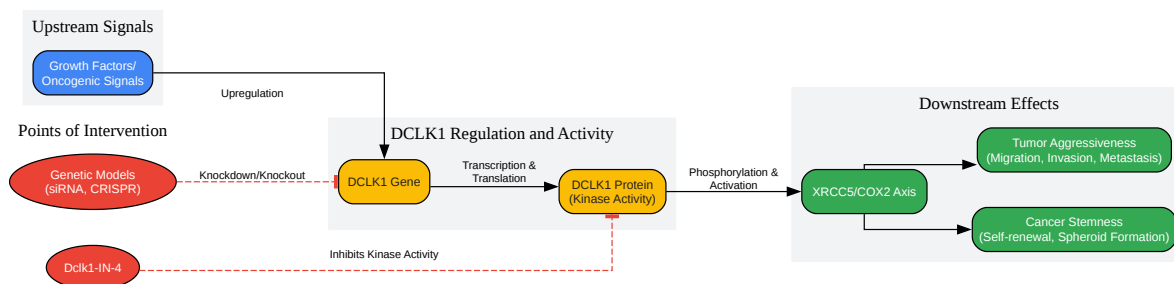 Upstream Signals
Growth Factors/
Oncogenic Signals
Upregulation
Points of Intervention
Genetic Models
(siRNA, CRISPR)
Knockdown/Knockout
Dclk1-IN-4
Inhibits Kinase Activity
DCLK1 Regulation and Activity
DCLK1 Gene
Transcription &
Translation
DCLK1 Protein
(Kinase Activity)
Phosphorylation &
Activation
Downstream Effects
XRCC5/COX2 Axis
Tumor Aggressiveness
(Migration, Invasion, Metastasis)
Cancer Stemness
(Self-renewal, Spheroid Formation)